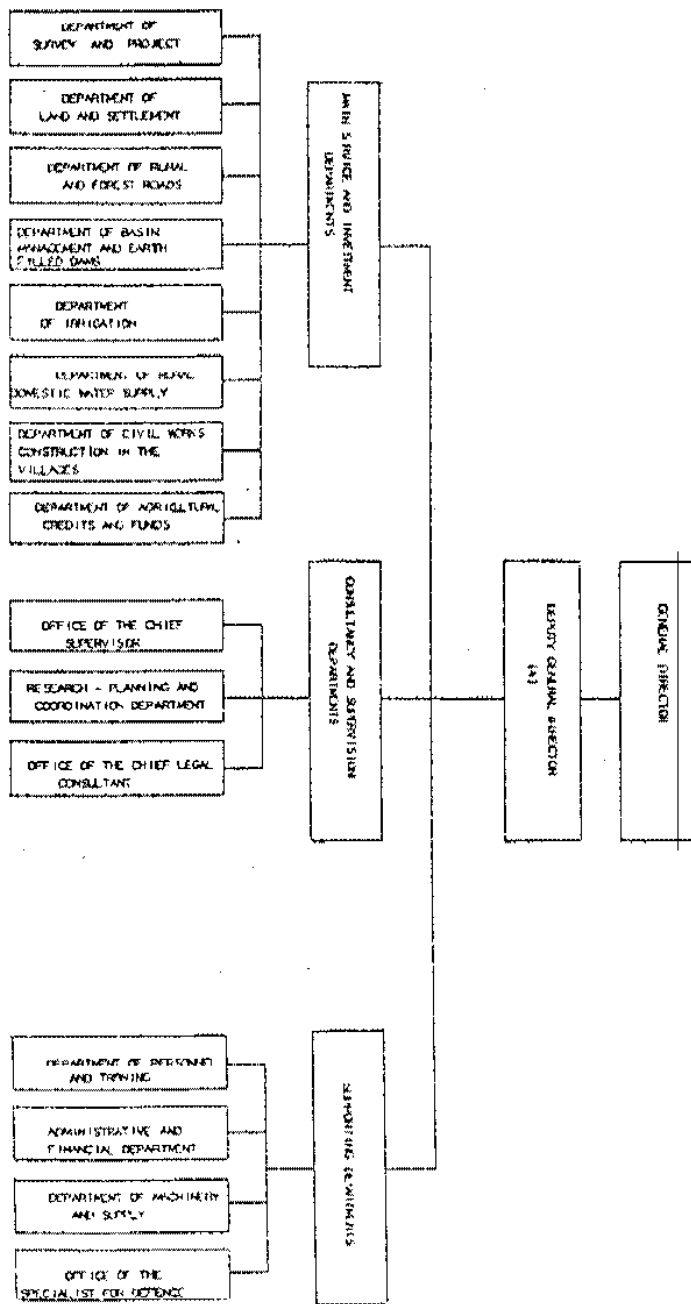 GENERAL DIRECTOR
DEPUTY GENERAL DIRECTOR
(4)
MAIN SERVICE AND INVESTMENT
DEPARTMENTS
DEPARTMENT OF
SURVEY AND PROJECT
DEPARTMENT OF
LAND AND SETTLEMENT
DEPARTMENT OF RURAL
AND FOREST ROADS
DEPARTMENT OF BASIN
MANAGEMENT AND EARTH
FILLED DAMS
DEPARTMENT
OF IRRIGATION
DEPARTMENT OF RURAL
DOMESTIC WATER SUPPLY
DEPARTMENT OF CIVIL WORKS
CONSTRUCTION IN THE
VILLAGES
DEPARTMENT OF AGRICULTURAL
CREDITS AND FUNDS
CONSULTANCY AND SUPERVISION
DEPARTMENTS
OFFICE OF THE CHIEF
SUPERVISOR
RESEARCH - PLANNING AND
COORDINATION DEPARTMENT
OFFICE OF THE CHIEF LEGAL
CONSULTANT
SUPPORTING DEPARTMENTS
DEPARTMENT OF PERSONNEL
AND TRAINING
ADMINISTRATIVE AND
FINANCIAL DEPARTMENT
DEPARTMENT OF MACHINERY
AND SUPPLY
OFFICE OF THE
SPECIALIST FOR DEFENCE